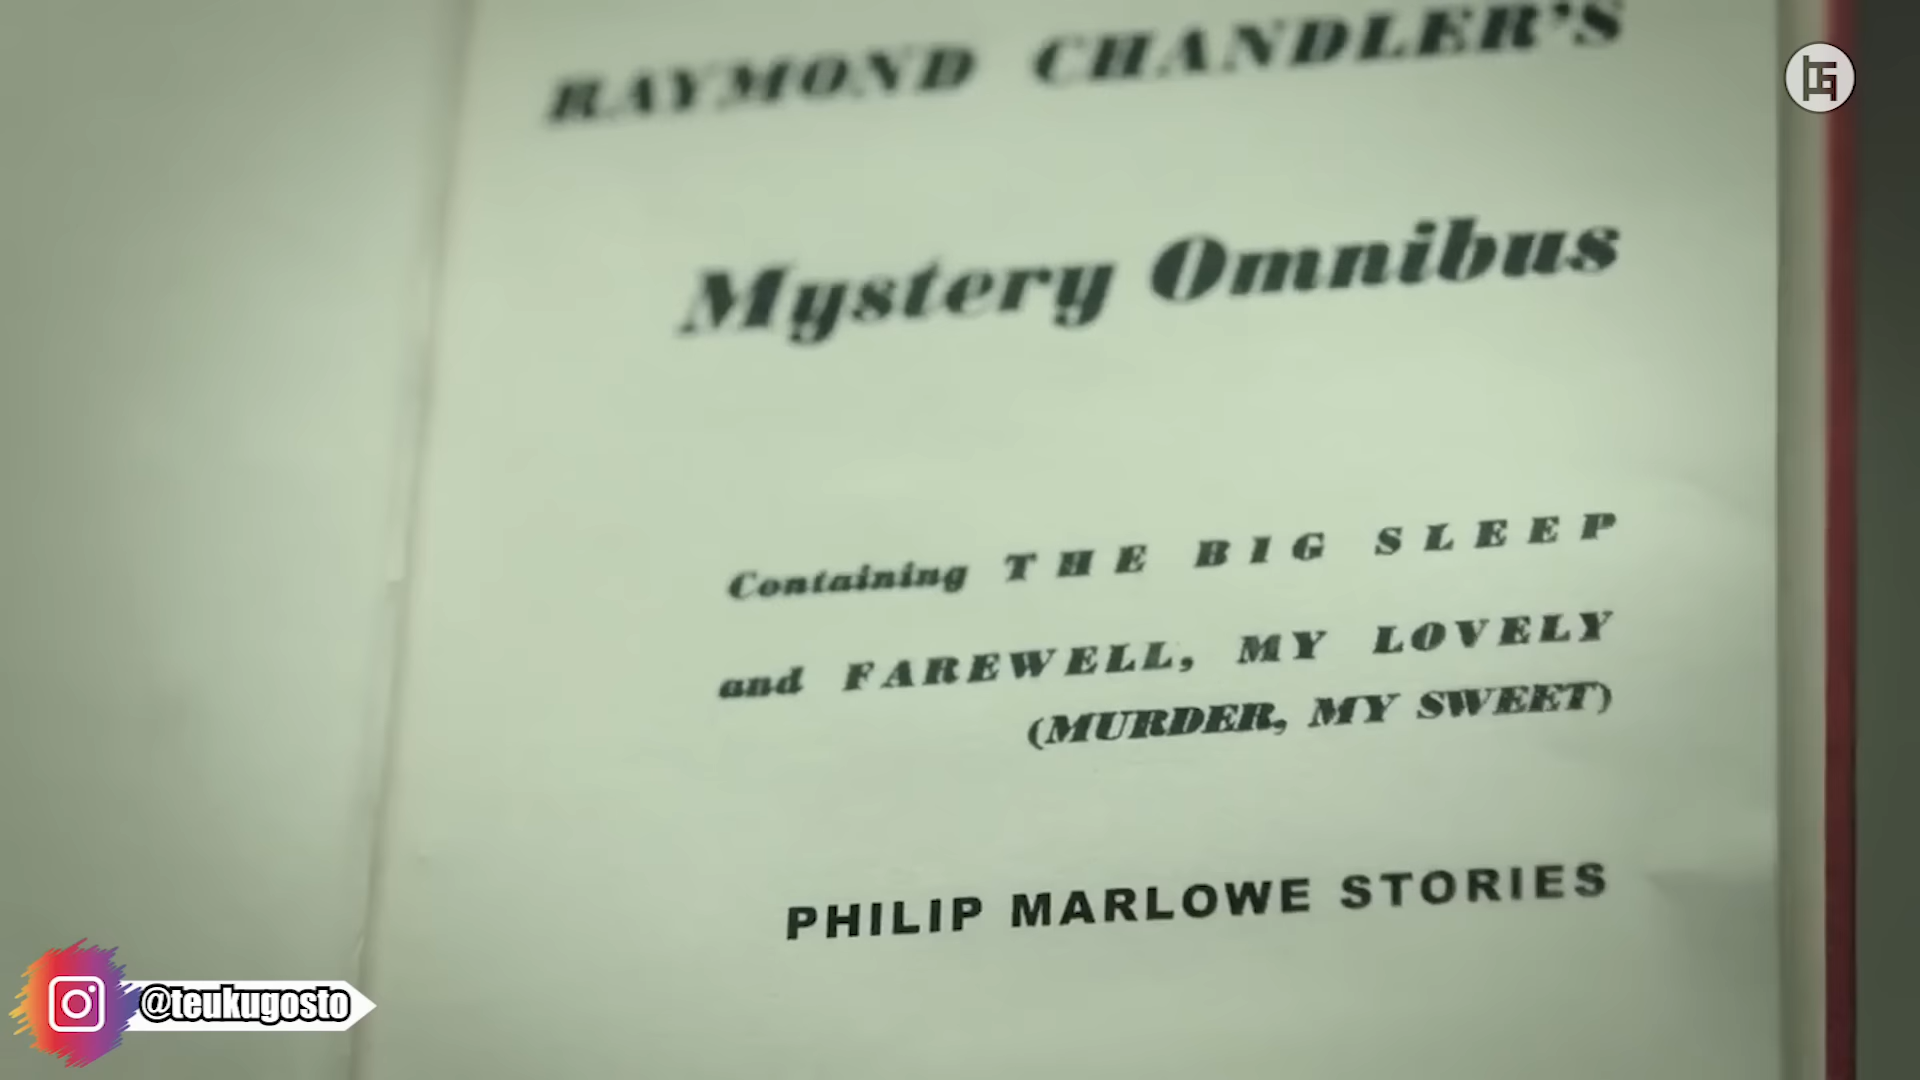 RAYMOND CHANDLER'S
Mystery Omnibus
Containing THE BIG SLEEP
and FAREWELL, MY LOVELY
(MURDER, MY SWEET)
PHILIP MARLOWE STORIES
@teukugosto